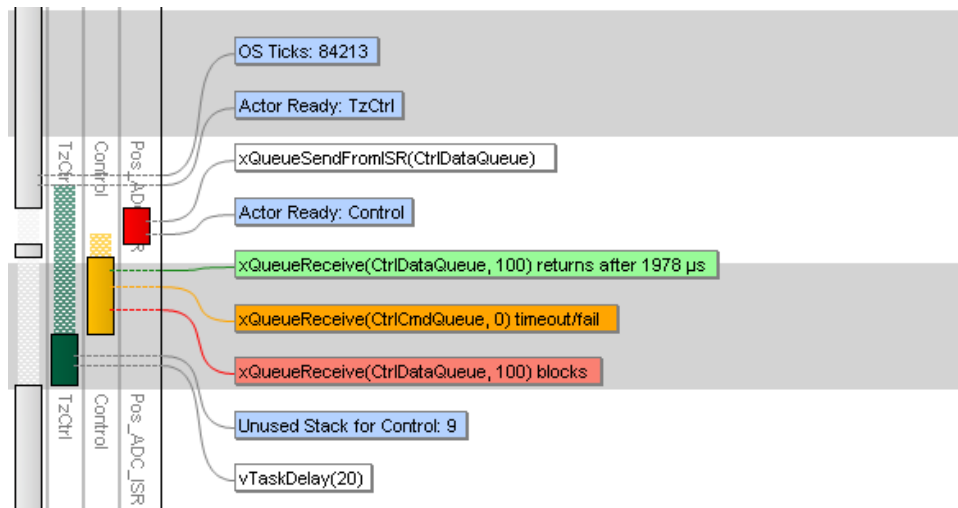 OS Ticks: 84213
Actor Ready: TzCtrl
TzCtrl
Control
xQueueSendFromISR(CtrlDataQueue)
Actor Ready: Control
xQueueReceive(CtrlDataQueue, 100) returns after 1978 µs
xQueueReceive(CtrlCmdQueue, 0) timeout/fail
xQueueReceive(CtrlDataQueue, 100) blocks
TzCtrl
Control
Pos_ADC_ISR
Unused Stack for Control: 9
vTaskDelay(20)